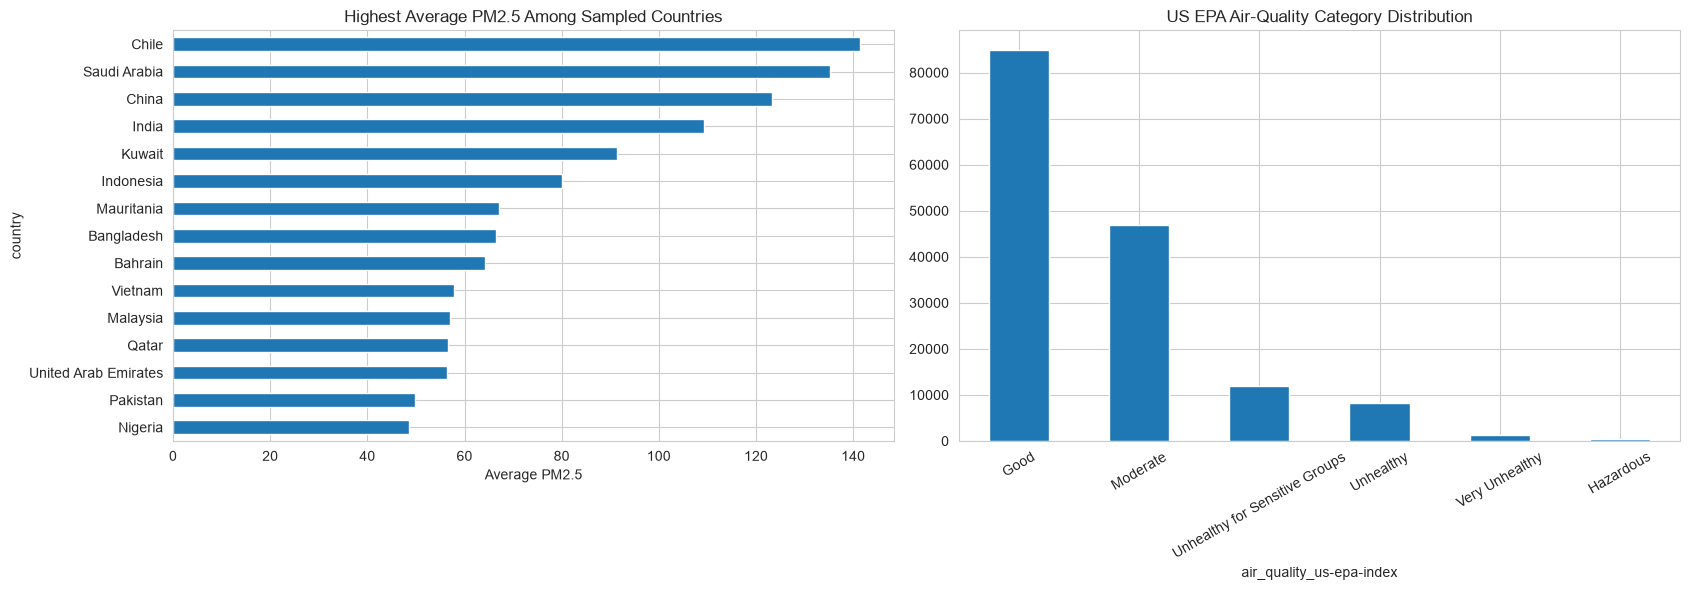 Highest Average PM2.5 Among Sampled Countries
country
Chile
Saudi Arabia
China
India
Kuwait
Indonesia
Mauritania
Bangladesh
Bahrain
Vietnam
Malaysia
Qatar
United Arab Emirates
Pakistan
Nigeria
0 20 40 60 80 100 120 140
Average PM2.5
US EPA Air-Quality Category Distribution
80000
70000
60000
50000
40000
30000
20000
10000
0
Good
Moderate
Unhealthy for Sensitive Groups
Unhealthy
Very Unhealthy
Hazardous
air_quality_us-epa-index